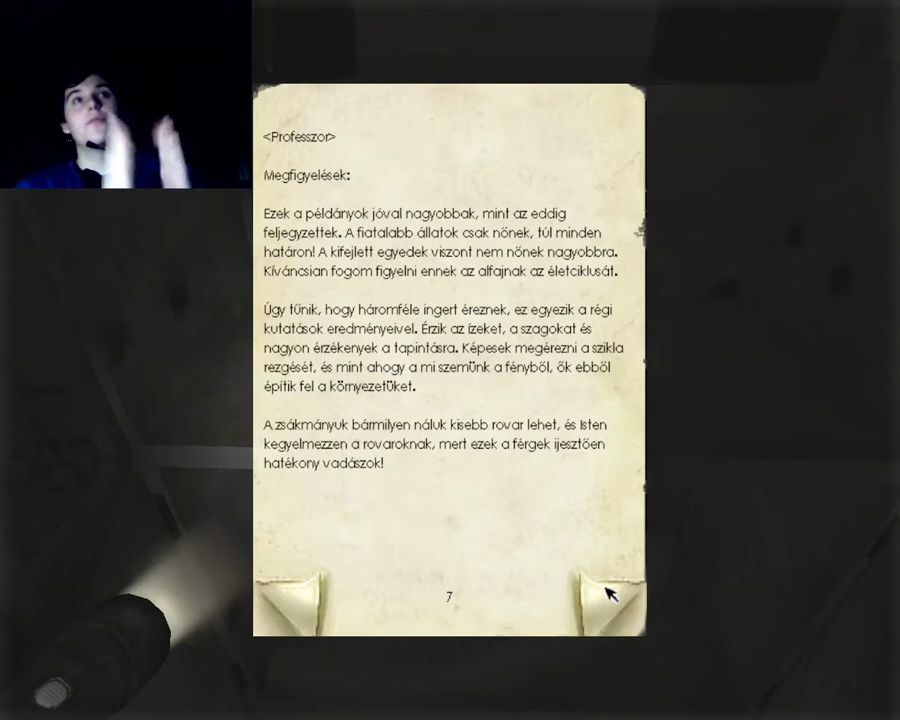 <Professzor>
Megfigyelések:
Ezek a példányok jóval nagyobbak, mint az eddig
feljegyzettek. A fiatalabb állatok csak nőnek, túl minden
határon! A kifejlett egyedek viszont nem nőnek nagyobbra.
Kíváncsian fogom figyelni ennek az alfajnak az életciklusát.
Úgy tűnik, hogy háromféle ingert éreznek, ez egyezik a régi
kutatások eredményeivel. Érzik az ízeket, a szagokat és
nagyon érzékenyek a tapintásra. Képesek megérezni a szikla
rezgését, és mint ahogy a mi szemünk a fényből, ők ebből
építik fel a környezetüket.
A zsákmányuk bármilyen náluk kisebb rovar lehet, és Isten
kegyelmezzen a rovaroknak, mert ezek a férgek ijesztően
hatékony vadászok!
7